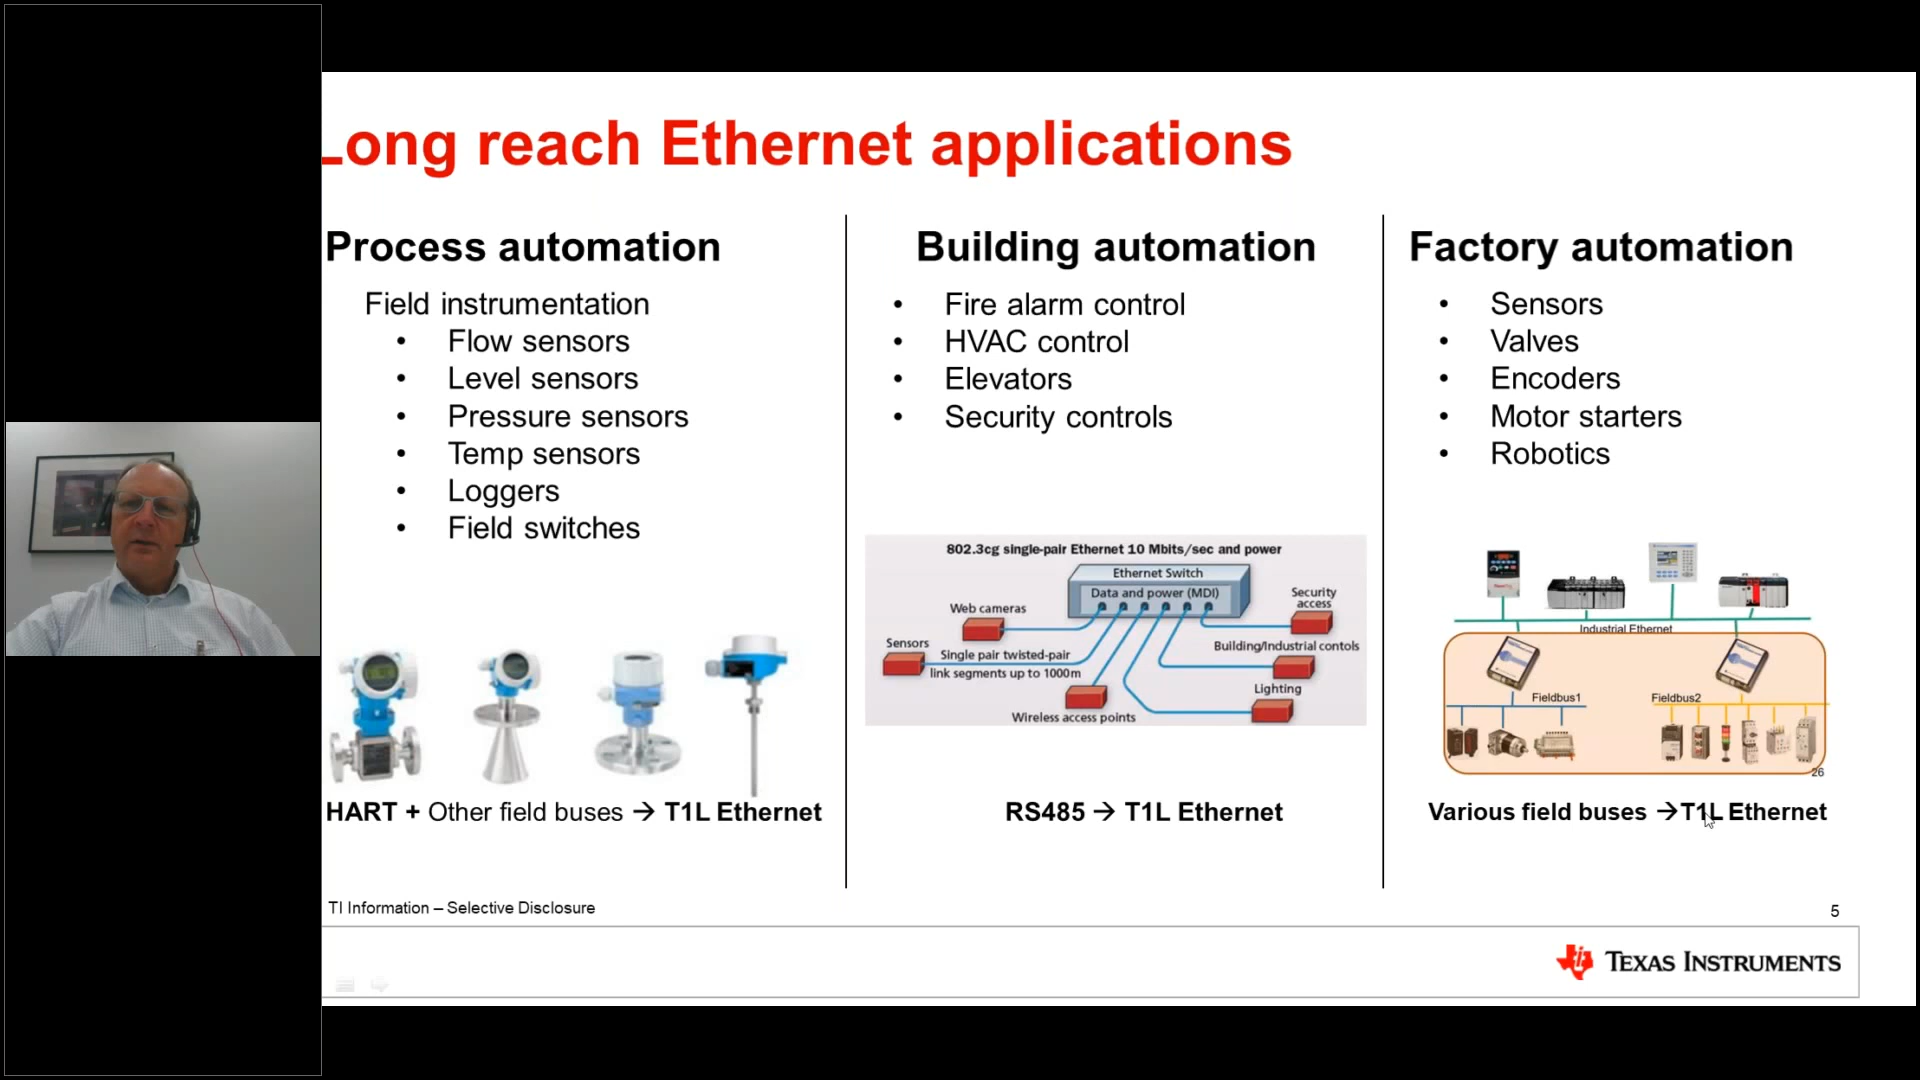 Long reach Ethernet applications
Process automation
Field instrumentation
• Flow sensors
• Level sensors
• Pressure sensors
• Temp sensors
• Loggers
• Field switches
HART + Other field buses → T1L Ethernet
Building automation
• Fire alarm control
• HVAC control
• Elevators
• Security controls
802.3cg single-pair Ethernet 10 Mbits/sec and power
Ethernet Switch
Data and power (MDI)
Web cameras
Security
access
Sensors
Single pair twisted-pair
link segments up to 1000m
Building/Industrial contols
Lighting
Wireless access points
RS485 → T1L Ethernet
Factory automation
• Sensors
• Valves
• Encoders
• Motor starters
• Robotics
Industrial Ethernet
Fieldbus1
Fieldbus2
26
Various field buses →T1L Ethernet
TI Information – Selective Disclosure
5
TEXAS INSTRUMENTS